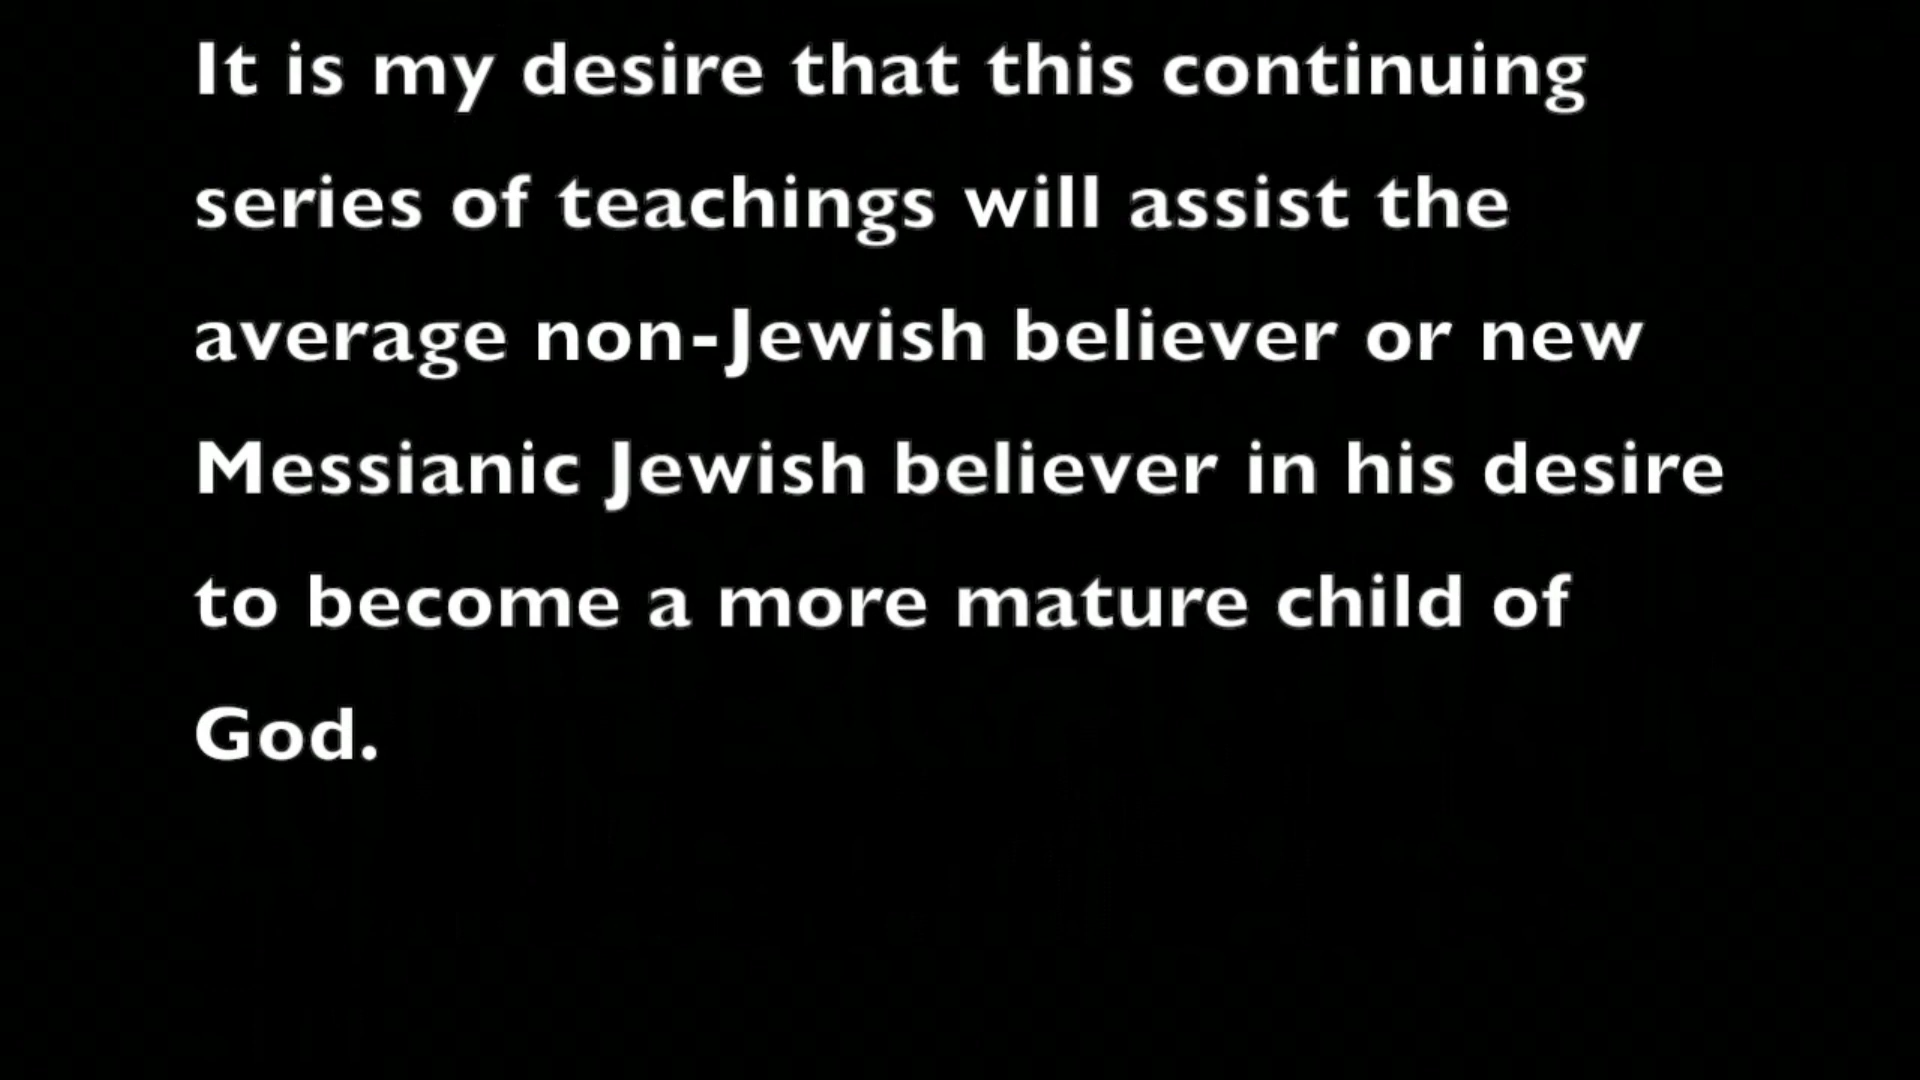 It is my desire that this continuing
series of teachings will assist the
average non-Jewish believer or new
Messianic Jewish believer in his desire
to become a more mature child of
God.